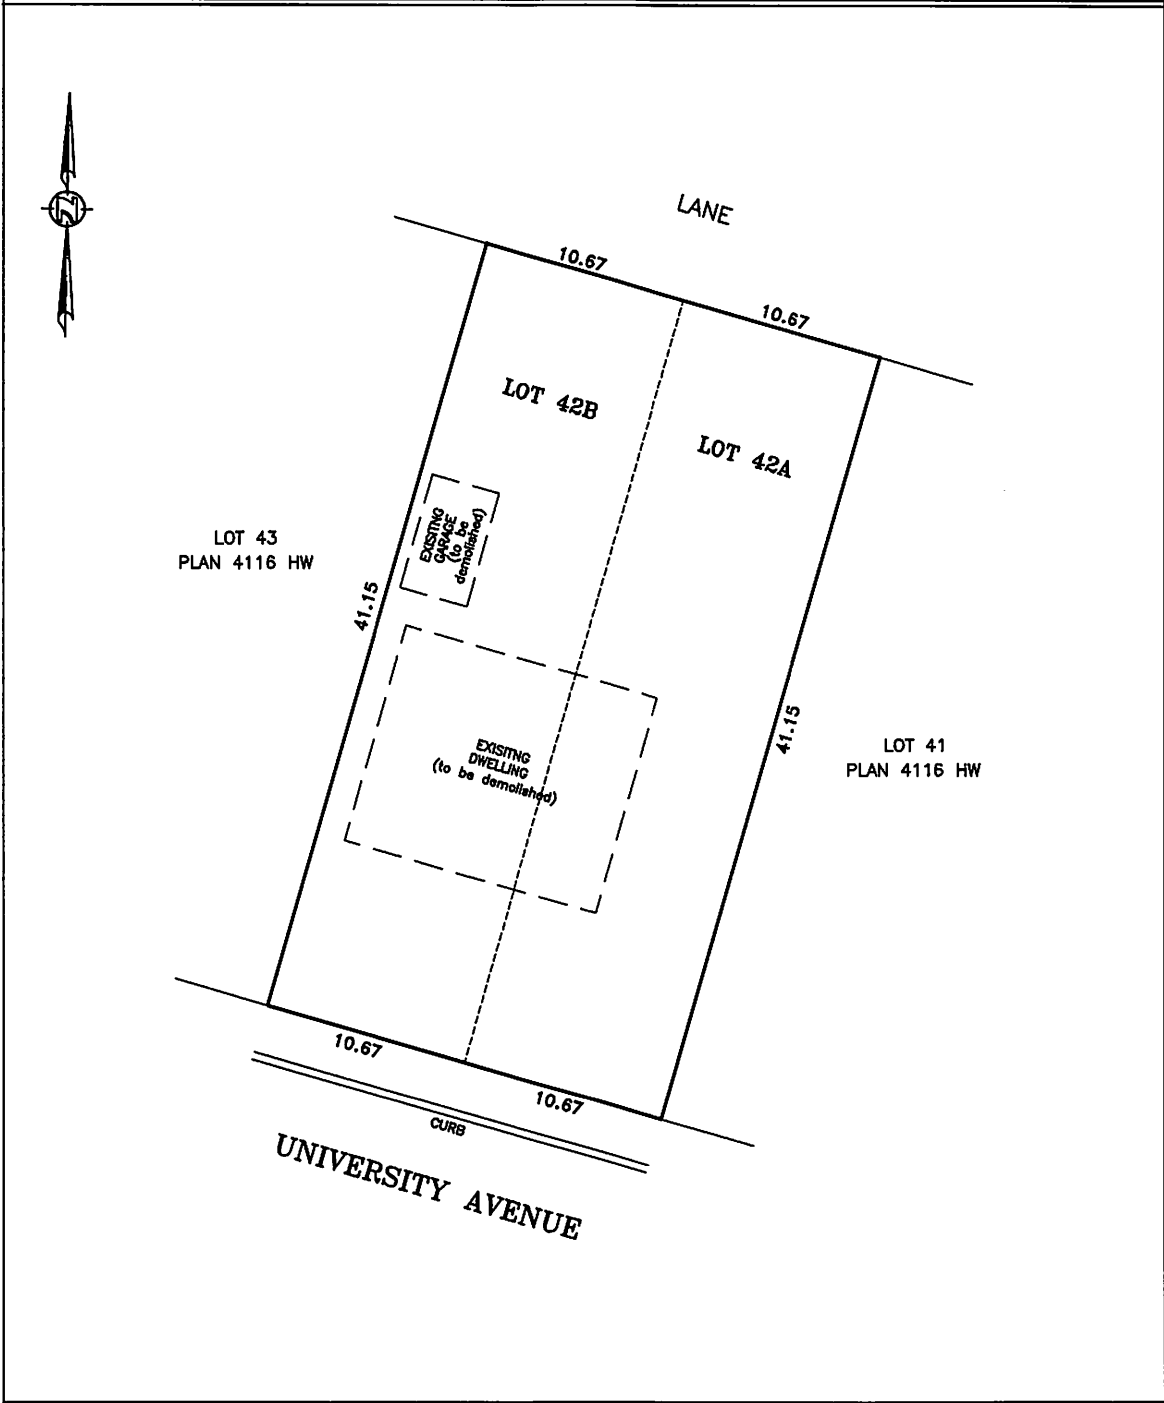 N
LANE
10.67
10.67
LOT 42B
LOT 42A
EXISITNG
GARAGE
(to be
demolished)
LOT 43
PLAN 4116 HW
41.15
41.15
LOT 41
PLAN 4116 HW
EXISITNG
DWELLING
(to be demolished)
10.67
10.67
CURB
UNIVERSITY AVENUE